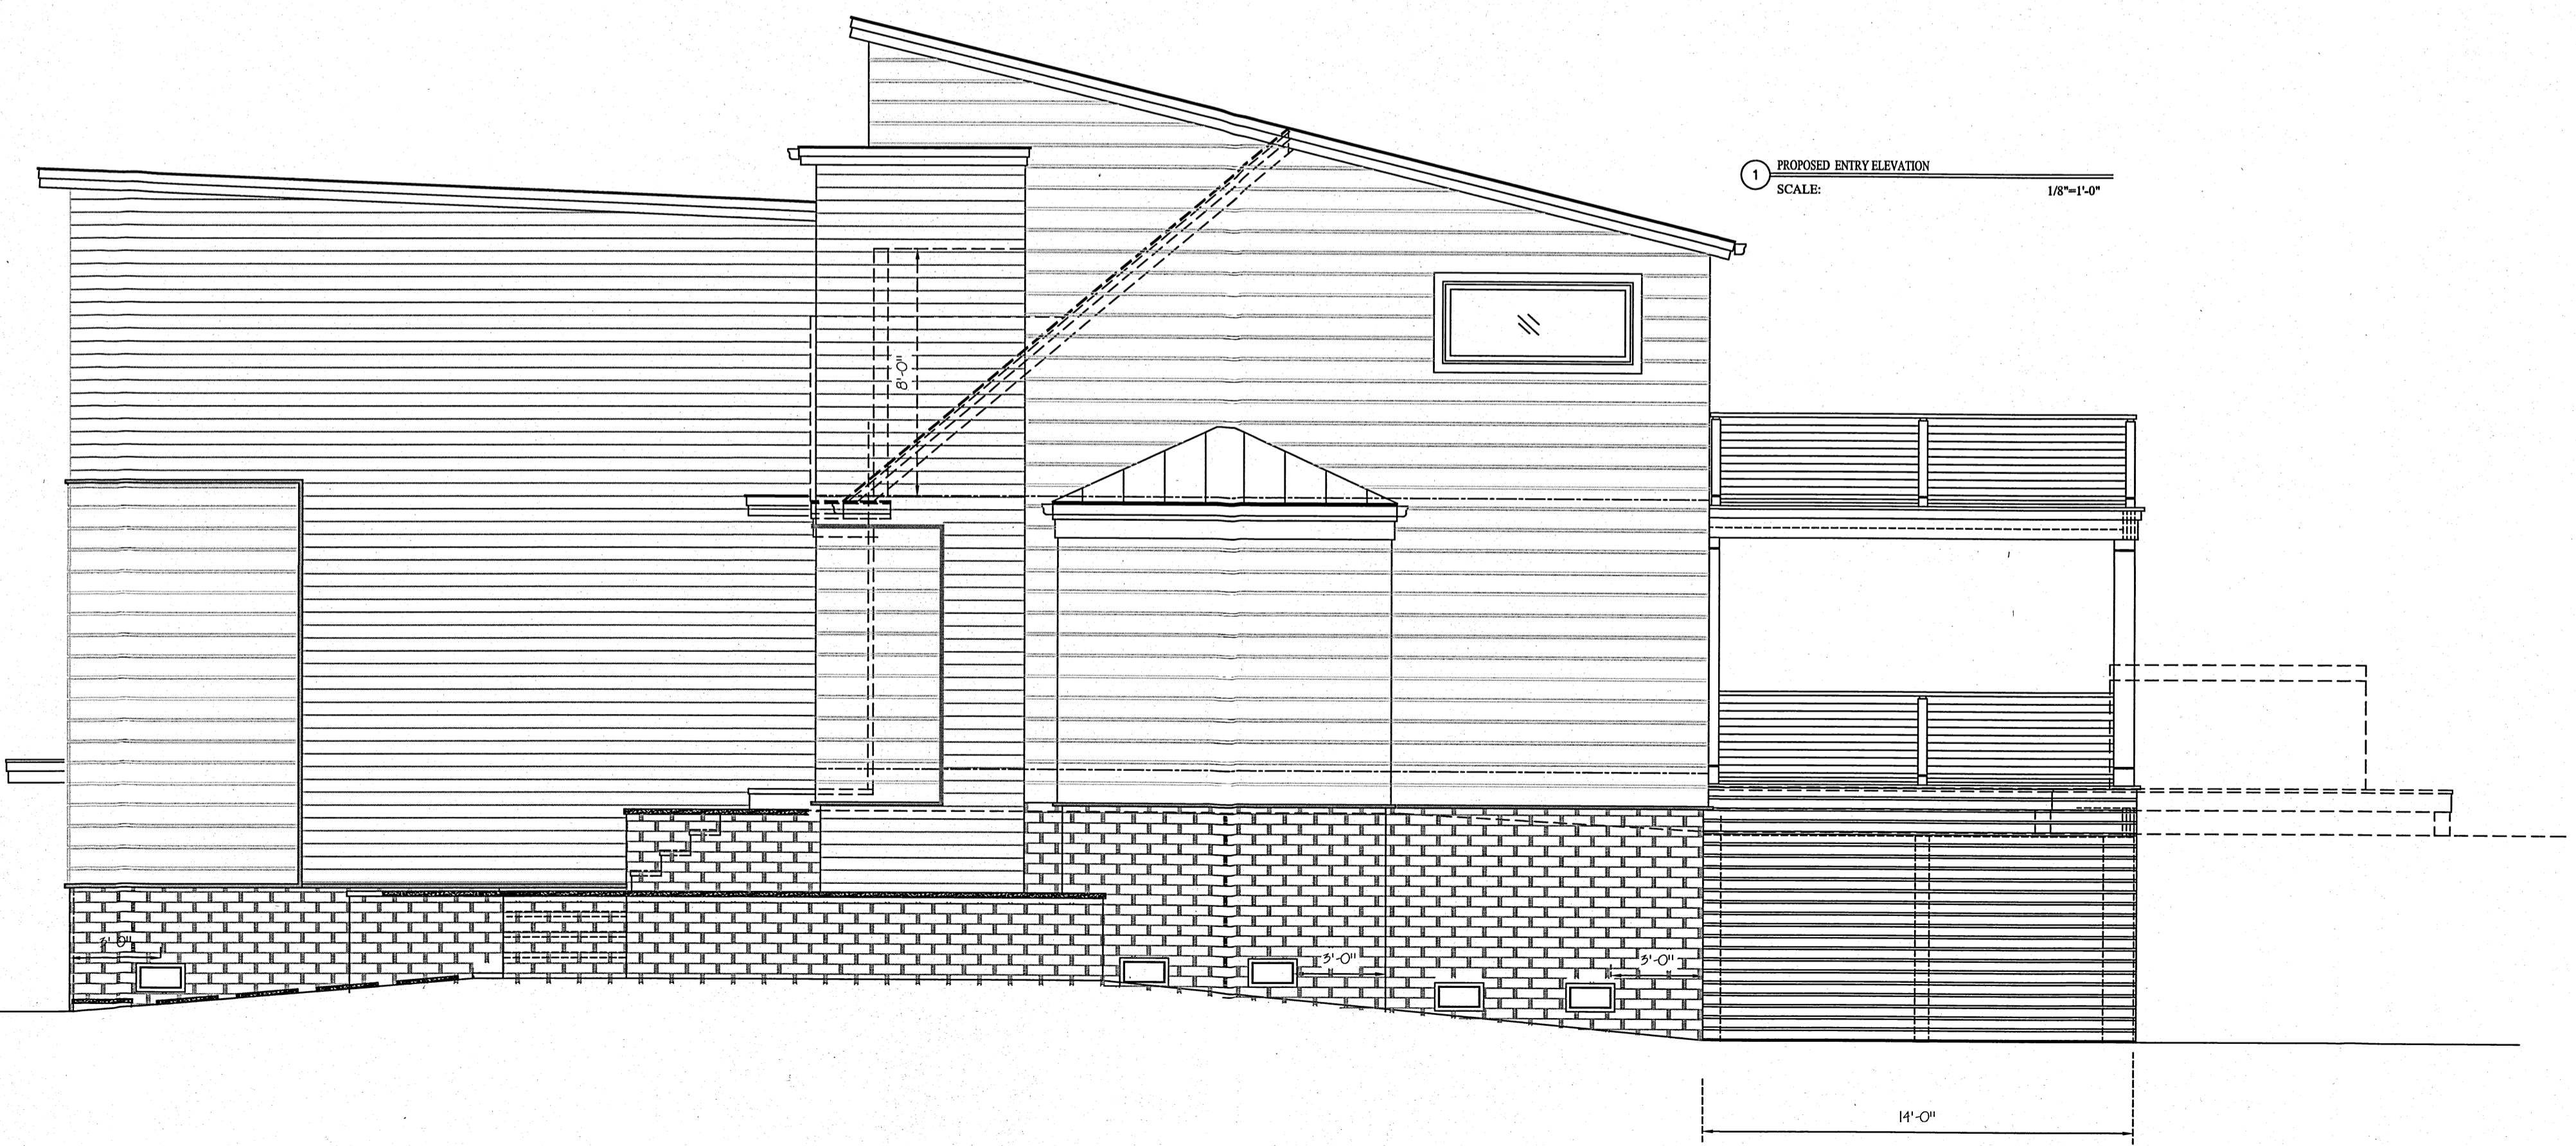 1 PROPOSED ENTRY ELEVATION
SCALE: 1/8"=1'-0"
8'-0"
3'-0"
3'-0"
3'-0"
14'-0"